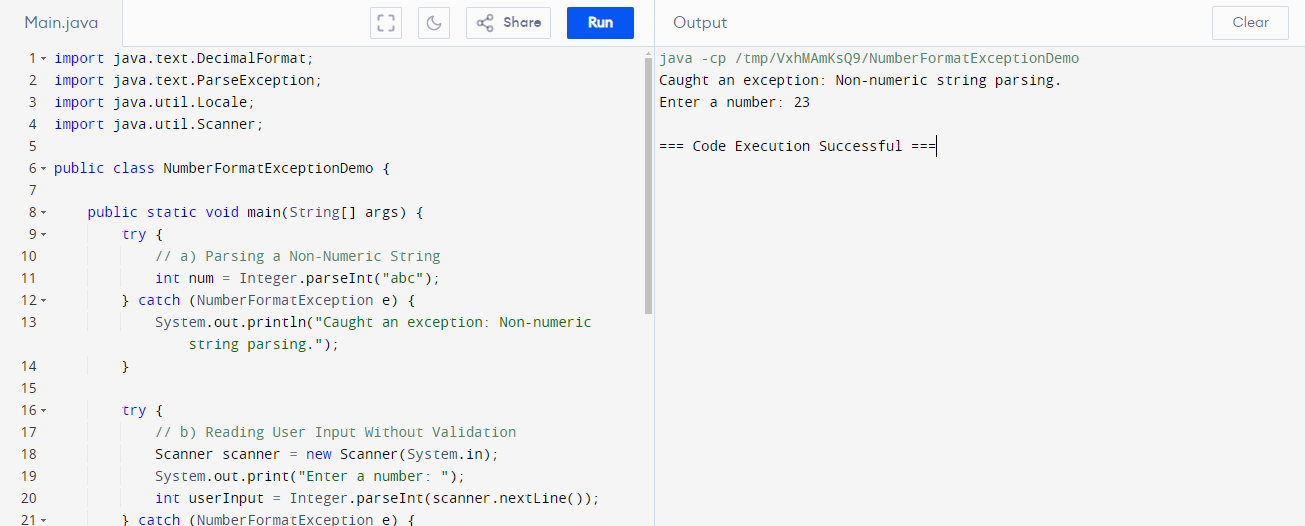 Main.java
Share
Run
Output
Clear
1 import java.text.DecimalFormat;
2 import java.text.ParseException;
3 import java.util.Locale;
4 import java.util.Scanner;
5
6 public class NumberFormatExceptionDemo {
7
8     public static void main(String[] args) {
9         try {
10             // a) Parsing a Non-Numeric String
11             int num = Integer.parseInt("abc");
12         } catch (NumberFormatException e) {
13             System.out.println("Caught an exception: Non-numeric
string parsing.");
14         }
15
16         try {
17             // b) Reading User Input Without Validation
18             Scanner scanner = new Scanner(System.in);
19             System.out.print("Enter a number: ");
20             int userInput = Integer.parseInt(scanner.nextLine());
21         } catch (NumberFormatException e) {
java -cp /tmp/VxhMAmKsQ9/NumberFormatExceptionDemo
Caught an exception: Non-numeric string parsing.
Enter a number: 23
=== Code Execution Successful ===